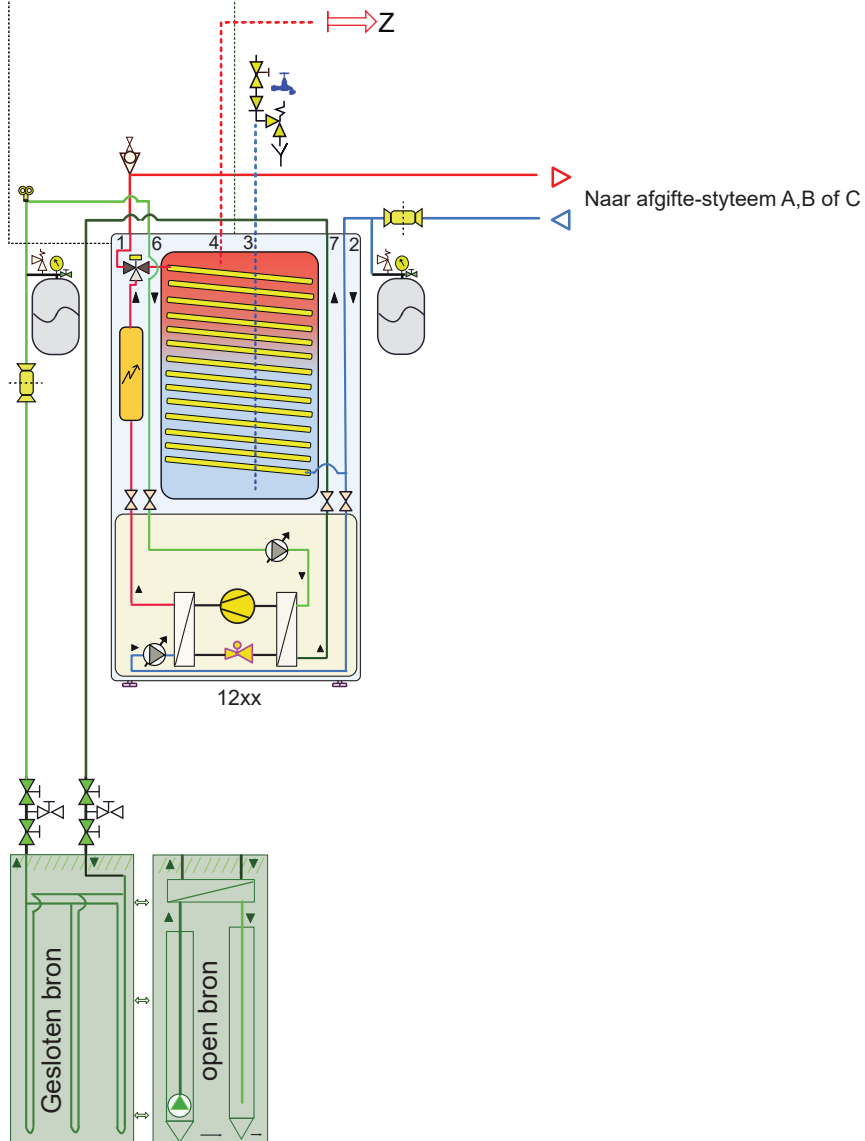 Z
Naar afgifte-styteem A,B of C
1 6 4 3 7 2
12xx
Gesloten bron
open bron